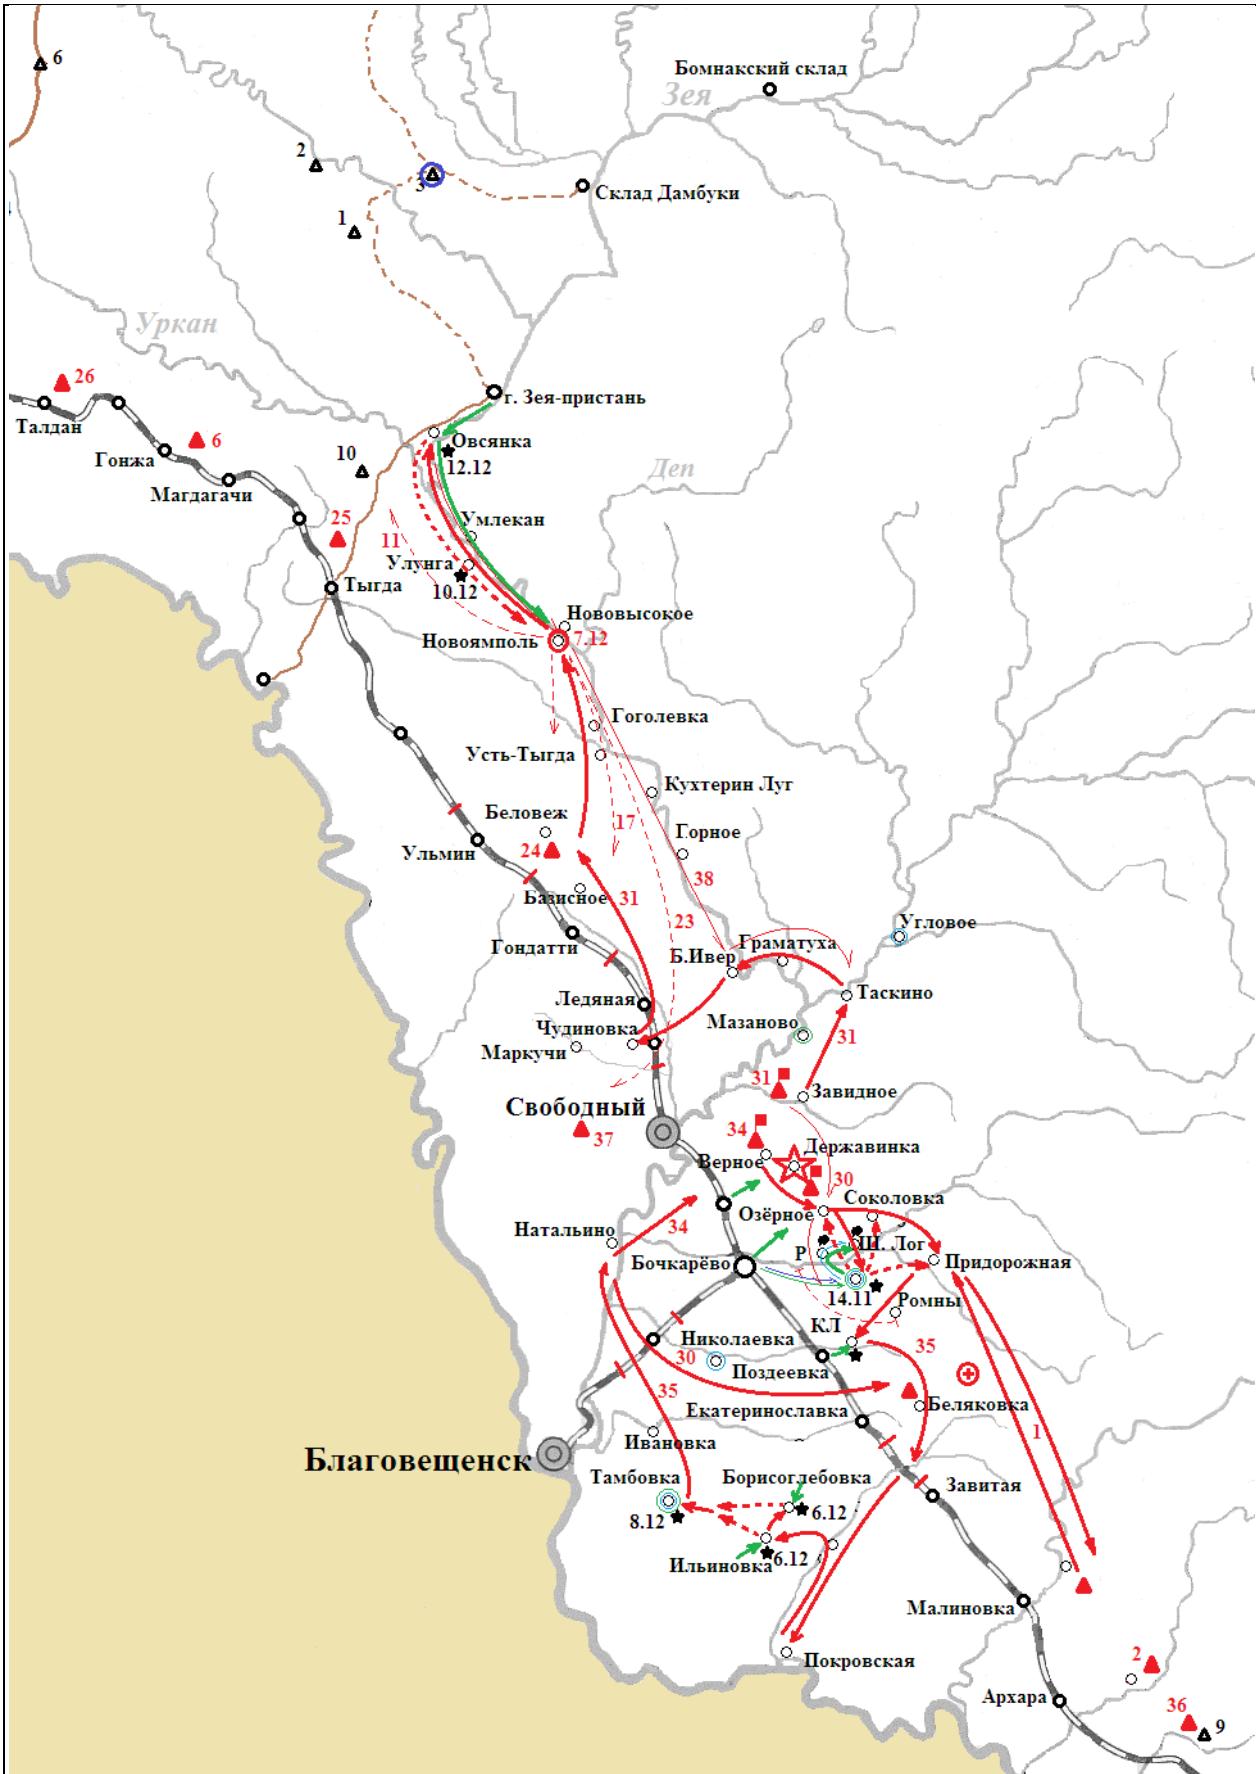 6
Бомнакский склад
Зея
2
3
Склад Дамбуки
1
Уркан
26
г. Зея-пристань
Талдан
6
Овсянка
Гонжа
10
12.12
Деп
Магдагачи
25
Умлекан
11
Улунга
Тыгда
10.12
Нововысокое
Новоямполь
7.12
Гоголевка
Усть-Тыгда
Кухтерин Луг
Беловеж
17
Горное
24
Ульмин
38
Базисное
31
23
Угловое
Гондатти
Граматуха
Б.Ивер
Ледяная
Таскино
Чудиновка
Мазаново
Маркучи
31
31
Завидное
Свободный
37
34
Державинка
Верное
30
Соколовка
Озёрное
34
Натальино
Р
Ш. Лог
Бочкарёво
Придорожная
14.11
Ромны
КЛ
Николаевка
35
30
Поздеевка
35
Беляковка
Екатеринославка
1
Ивановка
Благовещенск
Тамбовка
Борисоглебовка
Завитая
6.12
8.12
6.12
Ильиновка
Малиновка
2
Покровская
Архара
36
9